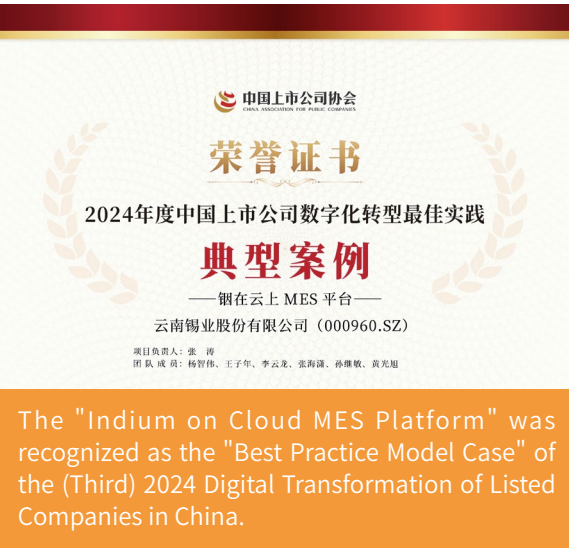 中国上市公司协会
CHINA ASSOCIATION FOR PUBLIC COMPANIES
荣誉证书
2024年度中国上市公司数字化转型最佳实践
典型案例
——铟在云上 MES 平台——
云南锡业股份有限公司（000960.SZ）
项目负责人：张 涛
团 队 成 员：杨智伟、王子年、李云龙、张海潇、孙继敏、黄光旭
The "Indium on Cloud MES Platform" was
recognized as the "Best Practice Model Case" of
the (Third) 2024 Digital Transformation of Listed
Companies in China.